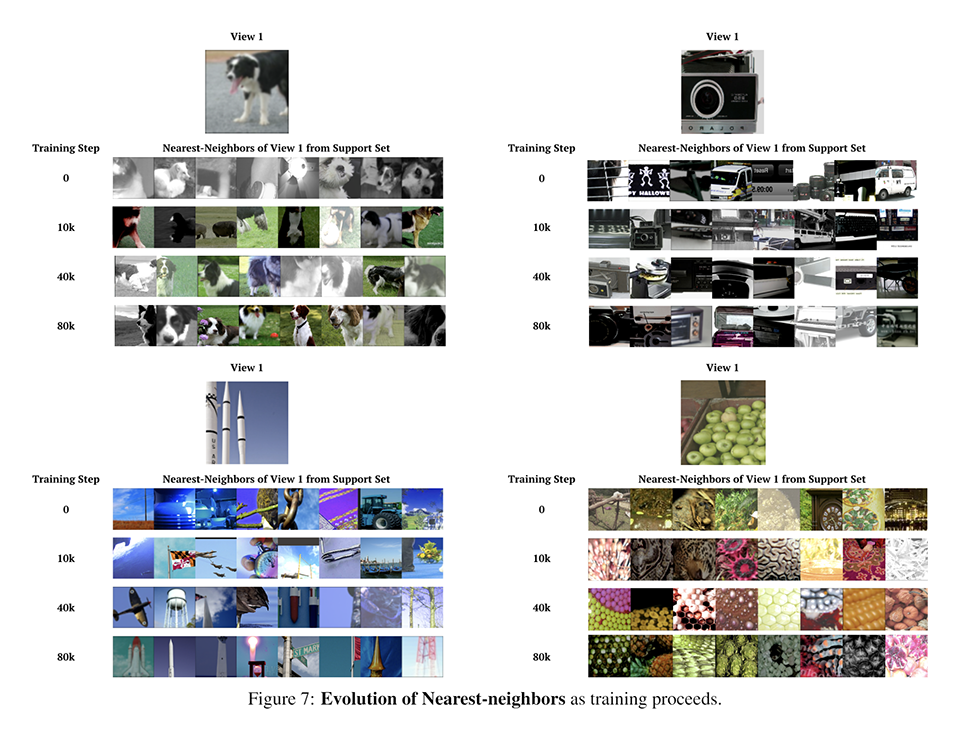 View 1
Training Step
Nearest-Neighbors of View 1 from Support Set
0
10k
40k
80k
View 1
Training Step
Nearest-Neighbors of View 1 from Support Set
0
10k
40k
80k
View 1
US AR
Training Step
Nearest-Neighbors of View 1 from Support Set
0
10k
40k
80k
View 1
Training Step
Nearest-Neighbors of View 1 from Support Set
0
10k
40k
80k
Figure 7: Evolution of Nearest-neighbors as training proceeds.